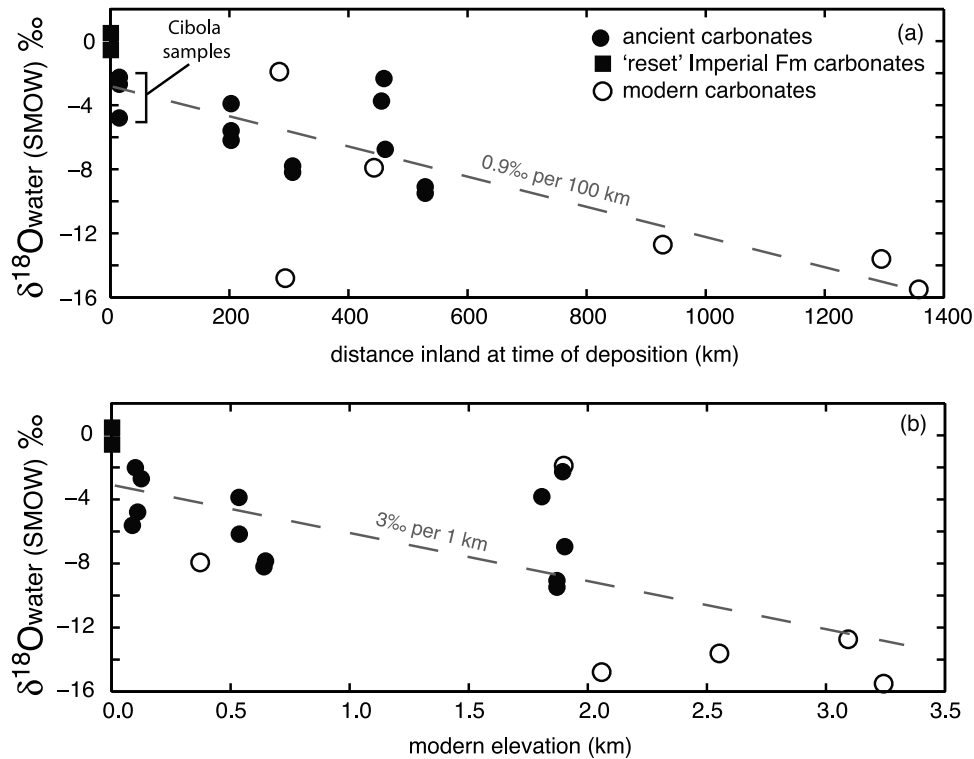 (a)
Cibola
samples
ancient carbonates
'reset' Imperial Fm carbonates
modern carbonates
0.9‰ per 100 km
δ18Owater (SMOW) ‰
0
−4
−8
−12
−16
0 200 400 600 800 1000 1200 1400
distance inland at time of deposition (km)
(b)
3‰ per 1 km
δ18Owater (SMOW) ‰
0
−4
−8
−12
−16
0.0 0.5 1.0 1.5 2.0 2.5 3.0 3.5
modern elevation (km)